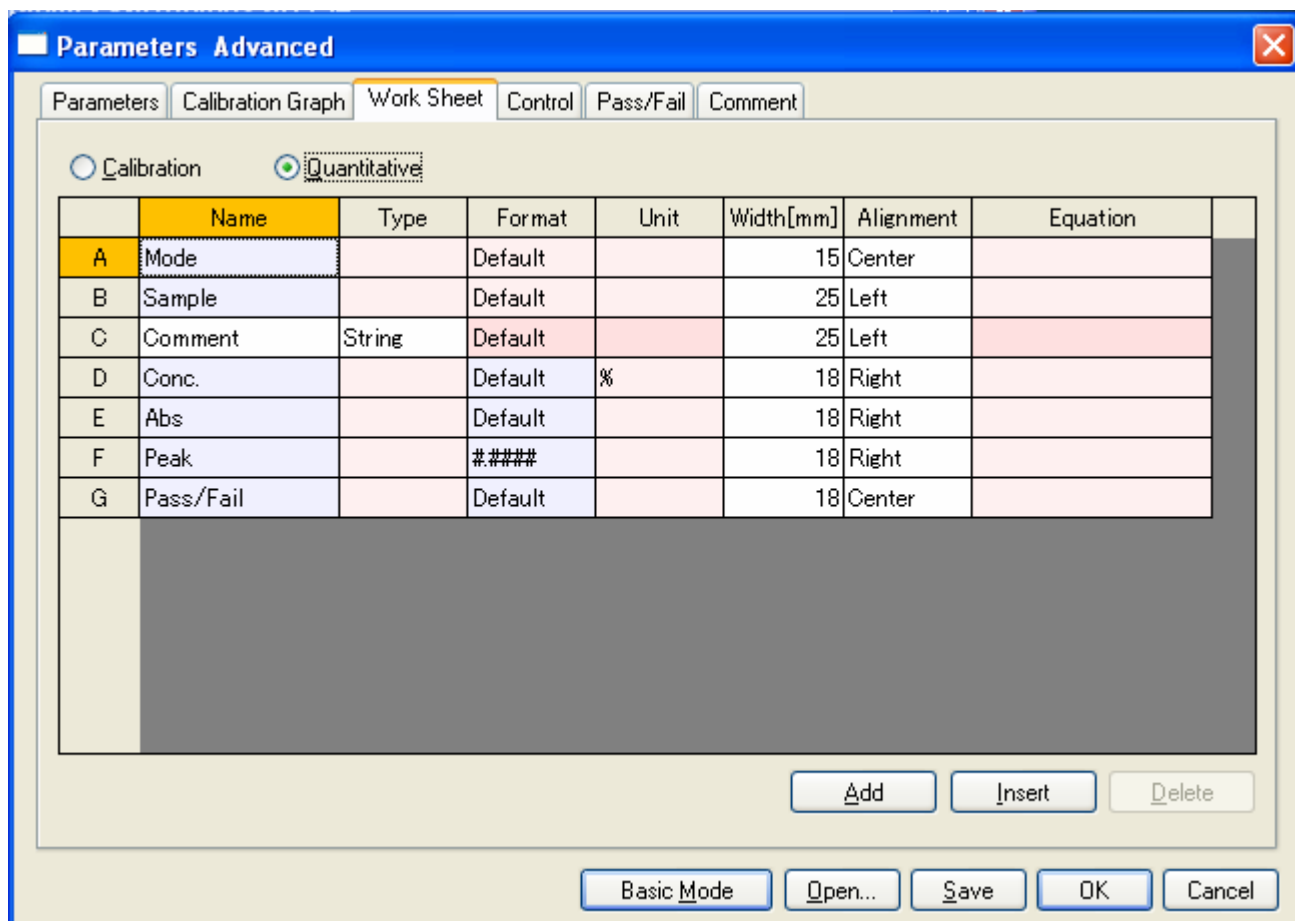 Parameters Advanced
Parameters Calibration Graph Work Sheet Control Pass/Fail Comment
Calibration Quantitative
Name Type Format Unit Width[mm] Alignment Equation
A Mode Default 15 Center
B Sample Default 25 Left
C Comment String Default 25 Left
D Conc. Default % 18 Right
E Abs Default 18 Right
F Peak #.#### 18 Right
G Pass/Fail Default 18 Center
Add Insert Delete
Basic Mode Open... Save OK Cancel